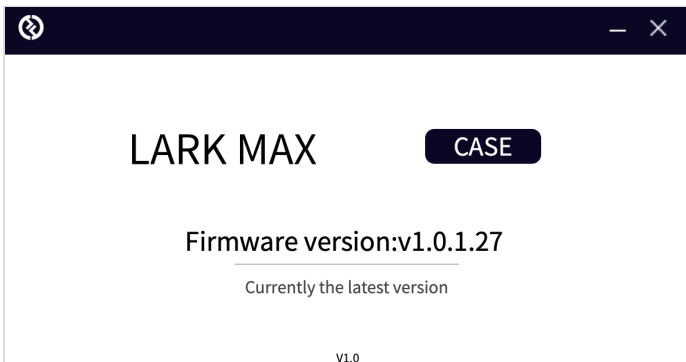 LARK MAX CASE
Firmware version:v1.0.1.27
Currently the latest version
V1.0